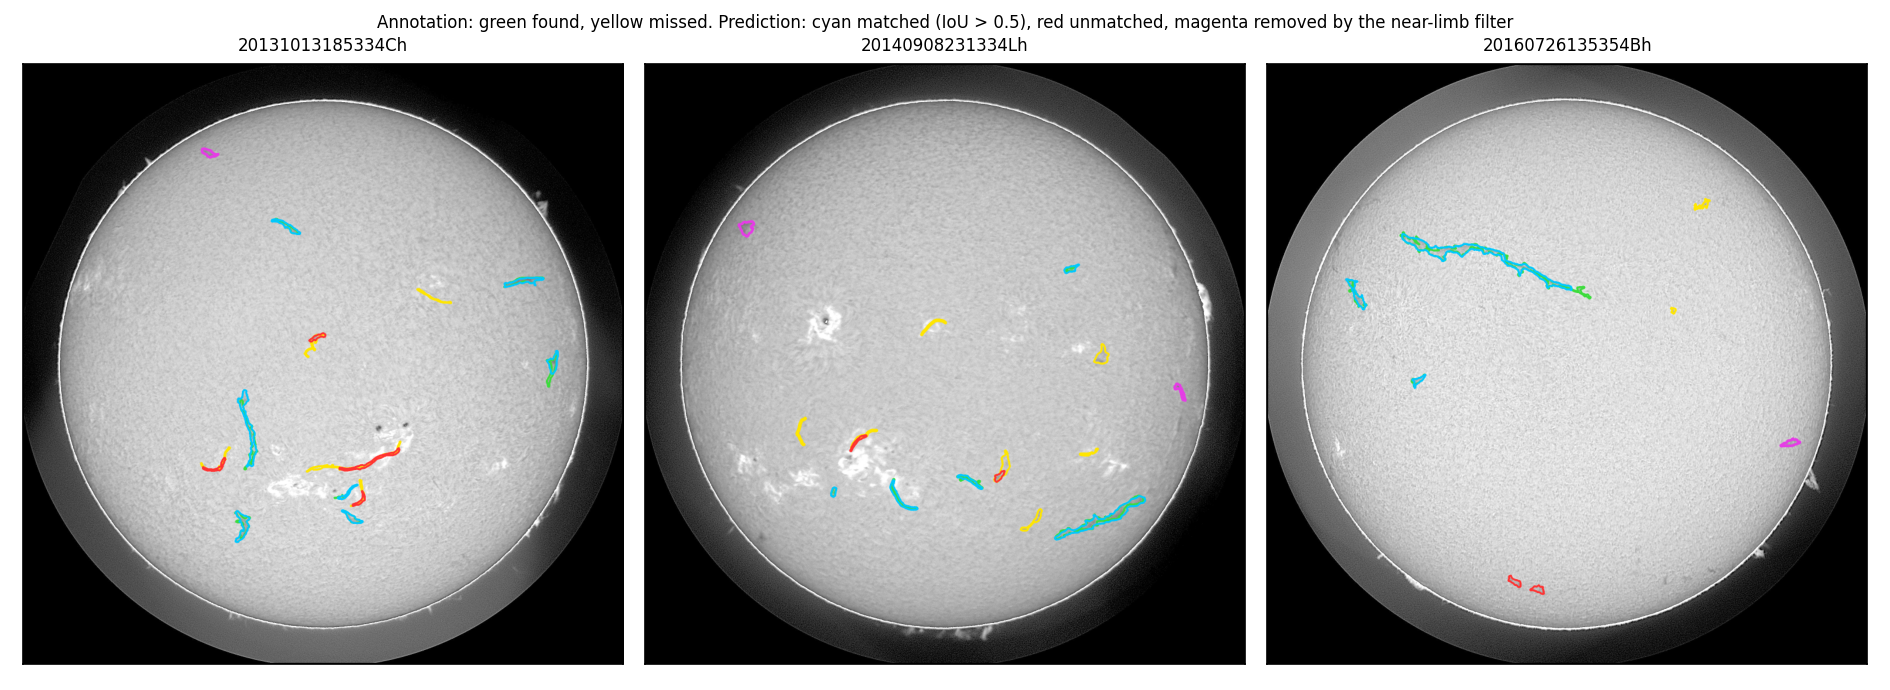 Annotation: green found, yellow missed. Prediction: cyan matched (IoU > 0.5), red unmatched, magenta removed by the near-limb filter
20131013185334Ch
20140908231334Lh
20160726135354Bh